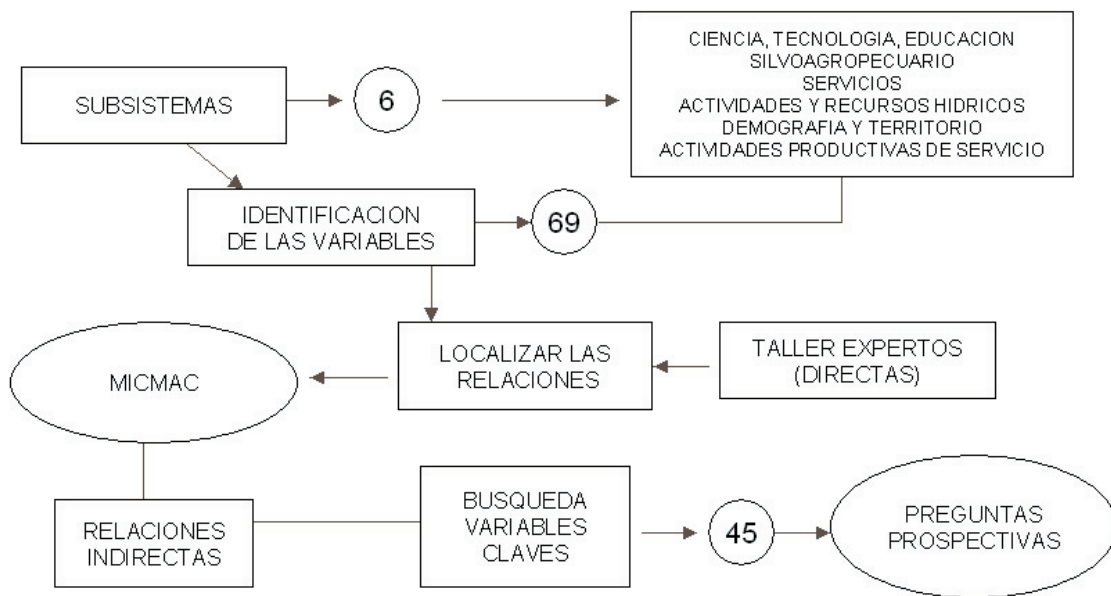 SUBSISTEMAS
6
CIENCIA, TECNOLOGIA, EDUCACION
SILVOAGROPECUARIO
SERVICIOS
ACTIVIDADES Y RECURSOS HIDRICOS
DEMOGRAFIA Y TERRITORIO
ACTIVIDADES PRODUCTIVAS DE SERVICIO
IDENTIFICACION
DE LAS VARIABLES
69
MICMAC
LOCALIZAR LAS
RELACIONES
TALLER EXPERTOS
(DIRECTAS)
RELACIONES
INDIRECTAS
BUSQUEDA
VARIABLES
CLAVES
45
PREGUNTAS
PROSPECTIVAS